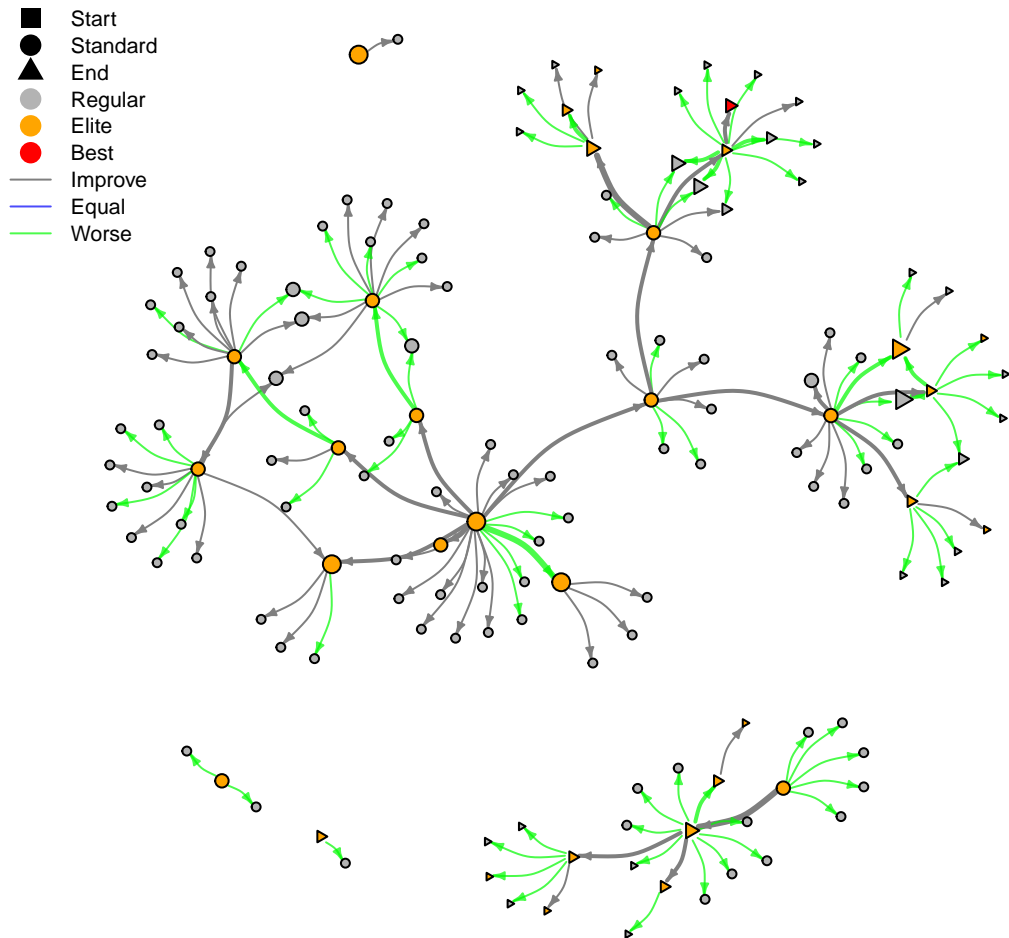 Start
Standard
End
Regular
Elite
Best
Improve
Equal
Worse